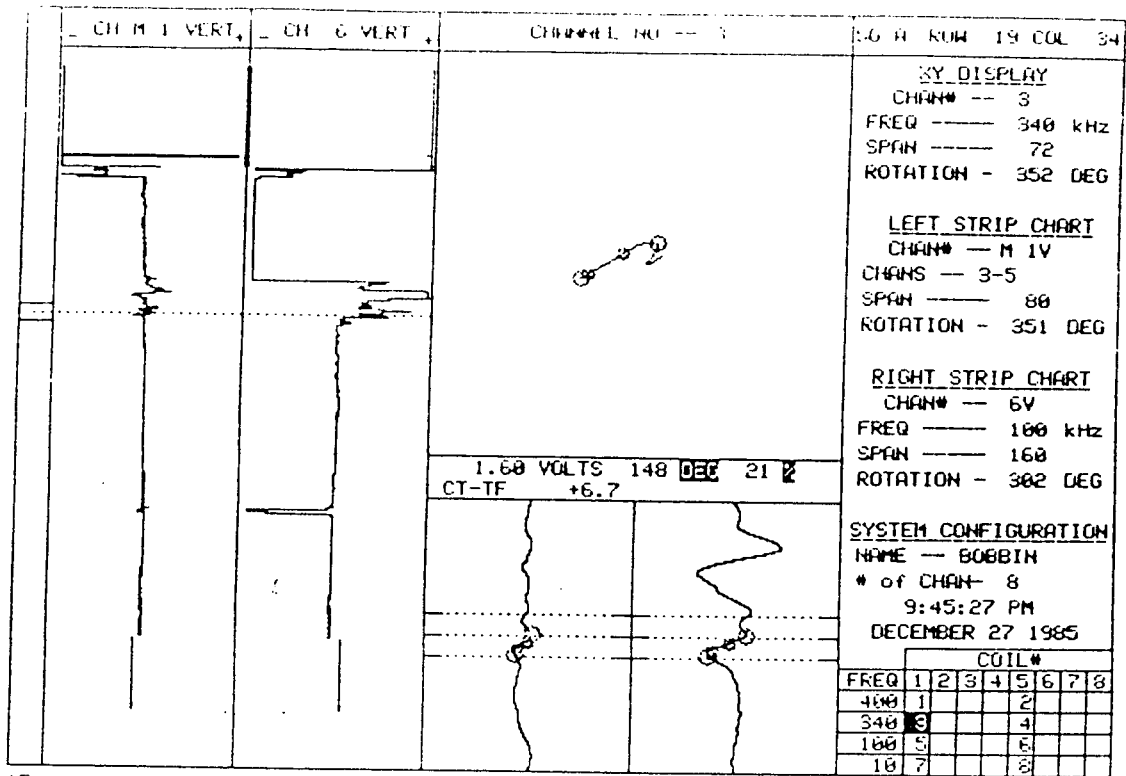 _ CH M 1 VERT +
_ CH 6 VERT +
CHANNEL NO -- 3
SG A ROW 19 COL 34
XY DISPLAY
CHAN# -- 3
FREQ ----- 340 kHz
SPAN ----- 72
ROTATION - 352 DEG
LEFT STRIP CHART
CHAN# -- M 1V
CHANS -- 3-5
SPAN ----- 80
ROTATION - 351 DEG
RIGHT STRIP CHART
CHAN# -- 6V
FREQ ----- 100 kHz
SPAN ----- 160
ROTATION - 302 DEG
1.60 VOLTS 148 DEG 21 %
CT-TF +6.7
SYSTEM CONFIGURATION
NAME -- BOBBIN
# of CHAN- 8
9:45:27 PM
DECEMBER 27 1985
COIL#
FREQ 1 2 3 4 5 6 7 8
400 1 2
340 3 4
100 5 6
10 7 8